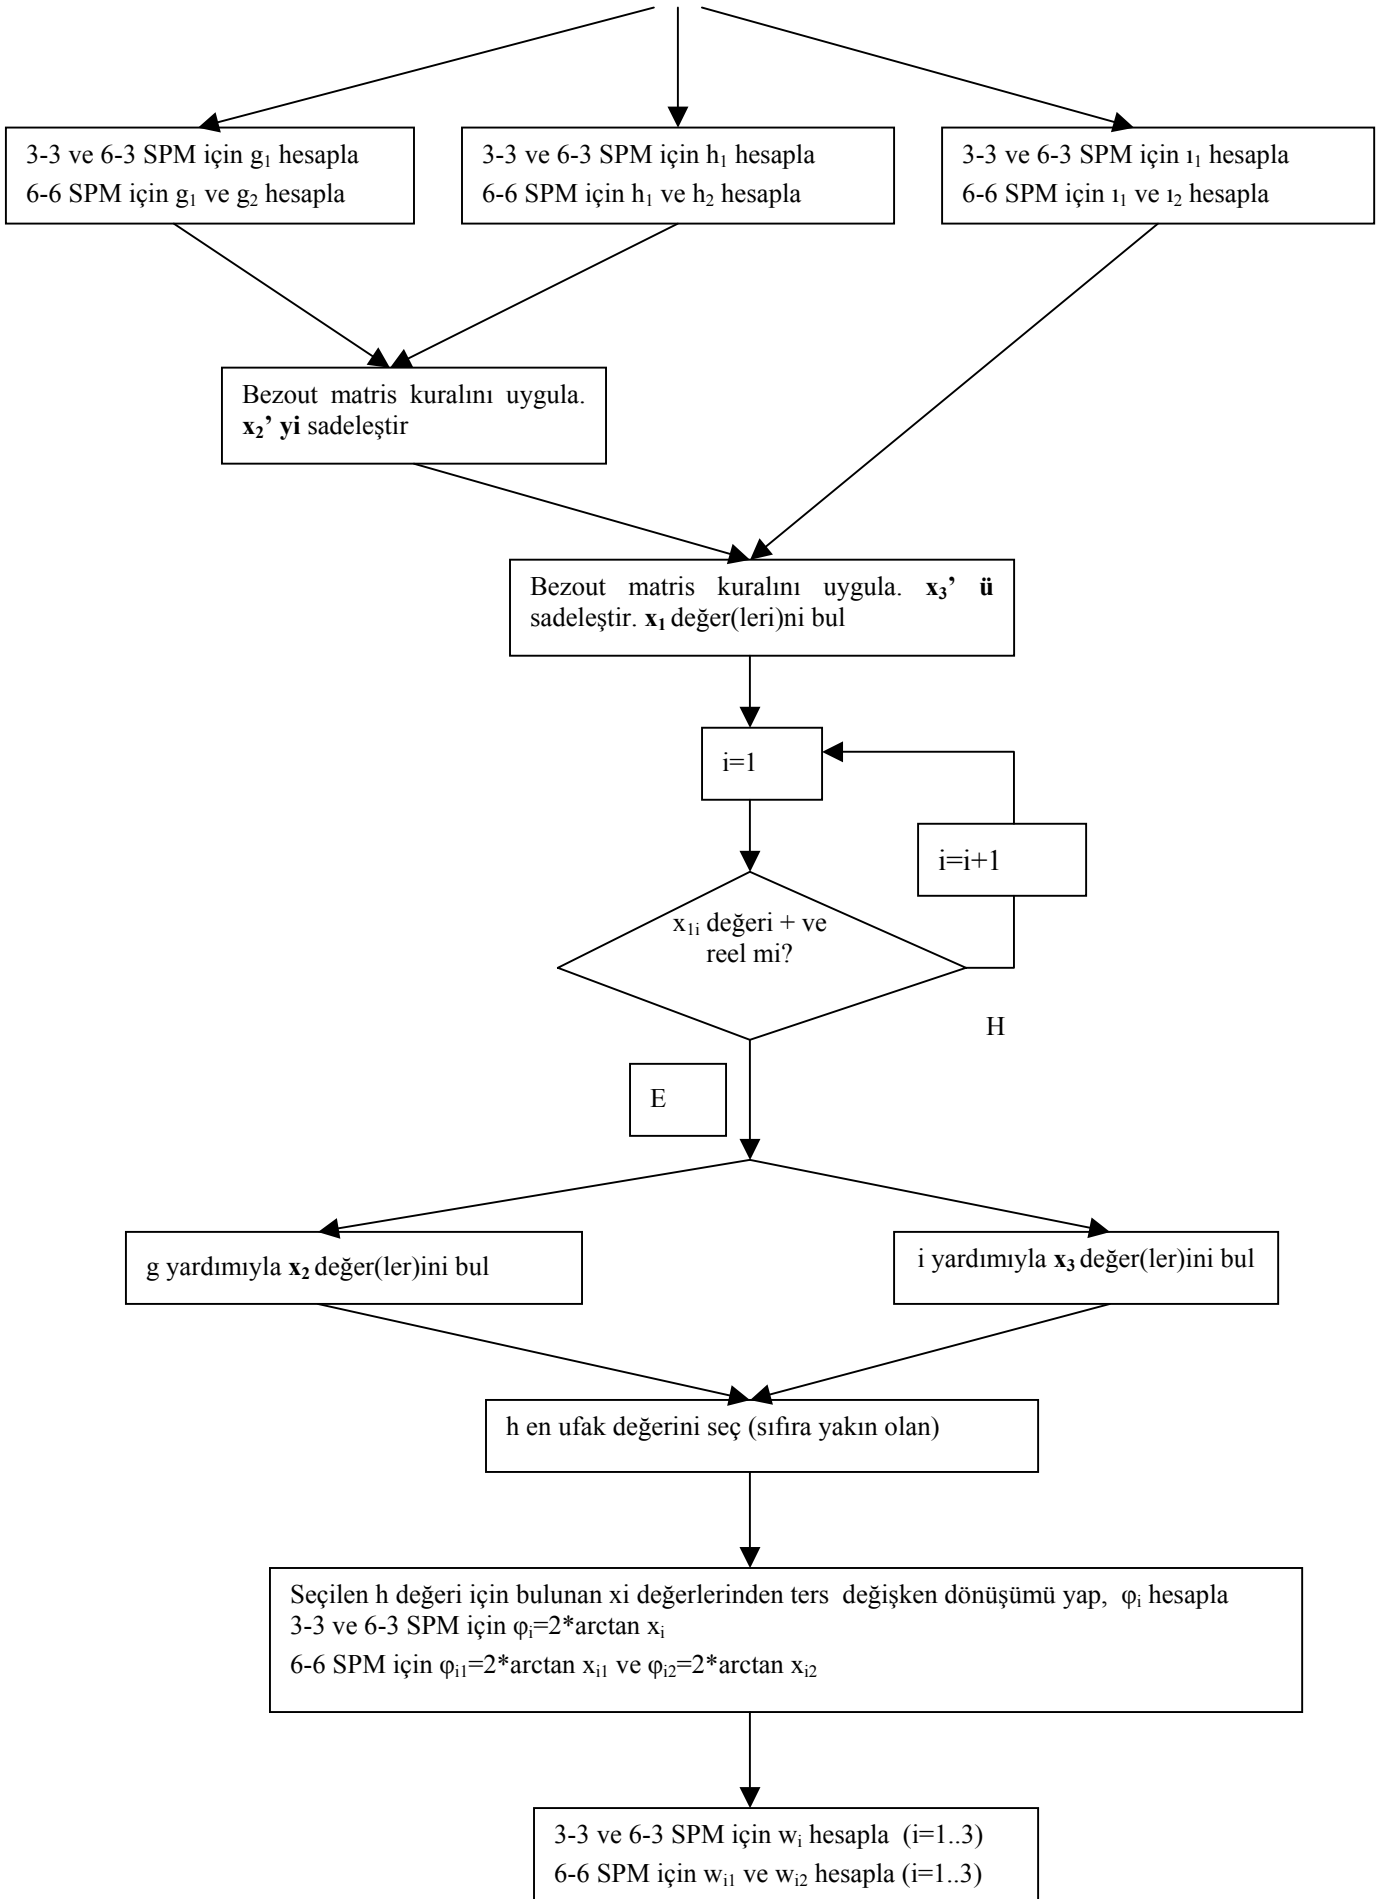 3-3 ve 6-3 SPM için g₁ hesapla
6-6 SPM için g₁ ve g₂ hesapla
3-3 ve 6-3 SPM için h₁ hesapla
6-6 SPM için h₁ ve h₂ hesapla
3-3 ve 6-3 SPM için ı₁ hesapla
6-6 SPM için ı₁ ve ı₂ hesapla
Bezout matris kuralını uygula.
x₂’ yi sadeleştir
Bezout matris kuralını uygula. x₃’ ü
sadeleştir. x₁ değer(leri)ni bul
i=1
i=i+1
x₁ᵢ değeri + ve
reel mi?
H
E
g yardımıyla x₂ değer(ler)ini bul
i yardımıyla x₃ değer(ler)ini bul
h en ufak değerini seç (sıfıra yakın olan)
Seçilen h değeri için bulunan xi değerlerinden ters değişken dönüşümü yap, φᵢ hesapla
3-3 ve 6-3 SPM için φᵢ=2*arctan xᵢ
6-6 SPM için φᵢ₁=2*arctan xᵢ₁ ve φᵢ₂=2*arctan xᵢ₂
3-3 ve 6-3 SPM için wᵢ hesapla (i=1..3)
6-6 SPM için wᵢ₁ ve wᵢ₂ hesapla (i=1..3)